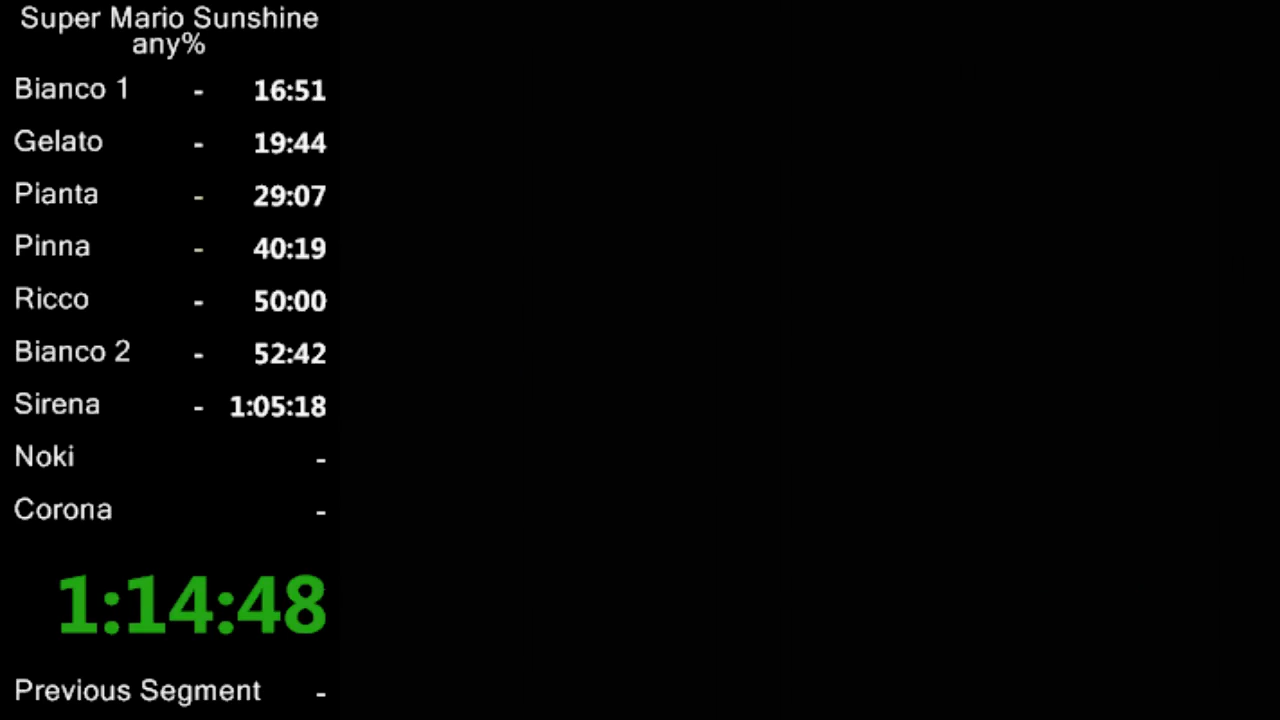 Super Mario Sunshine
any%
Bianco 1 - 16:51
Gelato - 19:44
Pianta - 29:07
Pinna - 40:19
Ricco - 50:00
Bianco 2 - 52:42
Sirena - 1:05:18
Noki -
Corona -
1:14:48
Previous Segment -